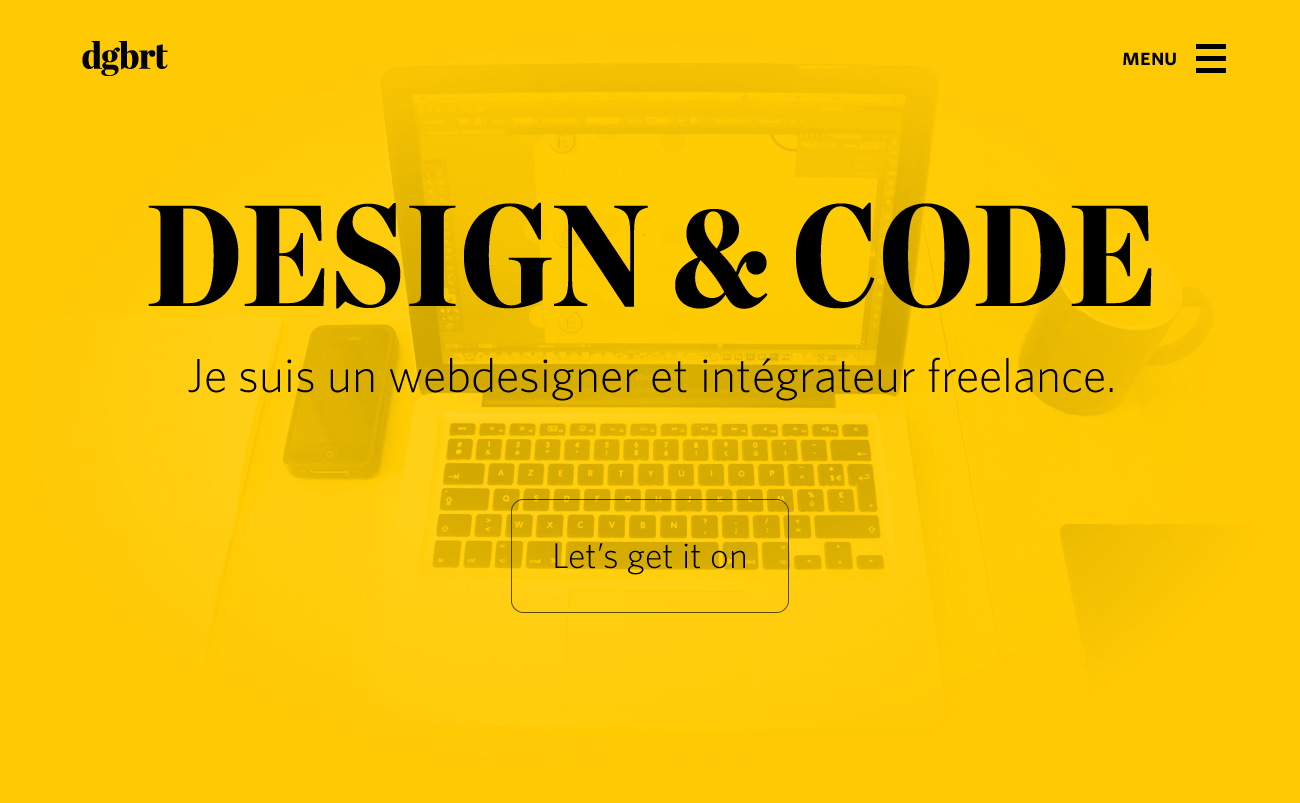 dgbrt
MENU
DESIGN & CODE
Je suis un webdesigner et intégrateur freelance.
Let’s get it on